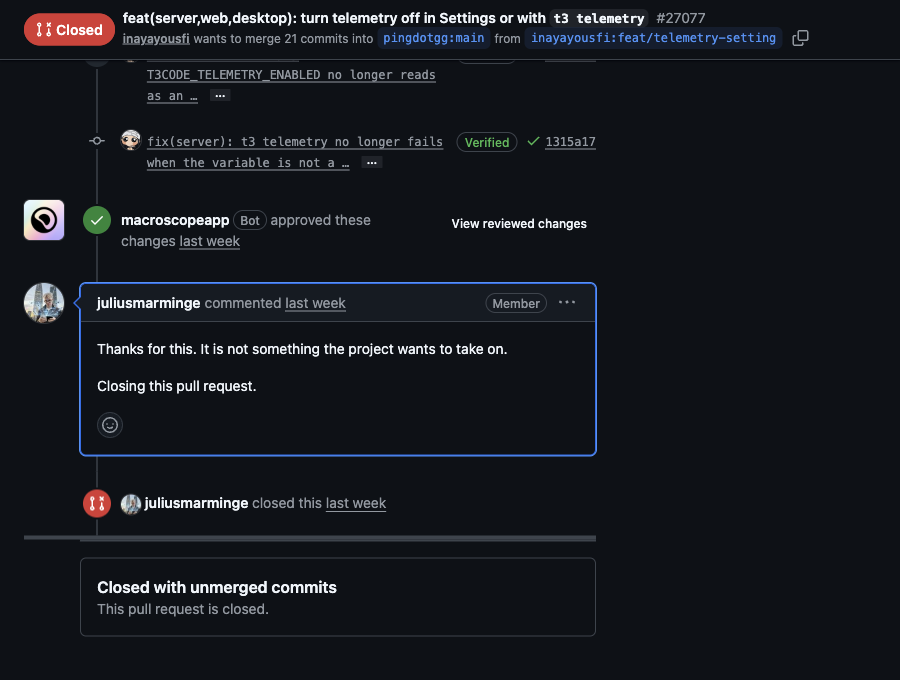 Closed
feat(server,web,desktop): turn telemetry off in Settings or with t3 telemetry #27077
inayayousfi wants to merge 21 commits into pingdotgg:main from inayayousfi:feat/telemetry-setting
T3CODE_TELEMETRY_ENABLED no longer reads
as an … ...
fix(server): t3 telemetry no longer fails Verified 1315a17
when the variable is not a … ...
macroscopeapp Bot approved these
changes last week
View reviewed changes
juliusmarminge commented last week Member ...
Thanks for this. It is not something the project wants to take on.
Closing this pull request.
juliusmarminge closed this last week
Closed with unmerged commits
This pull request is closed.